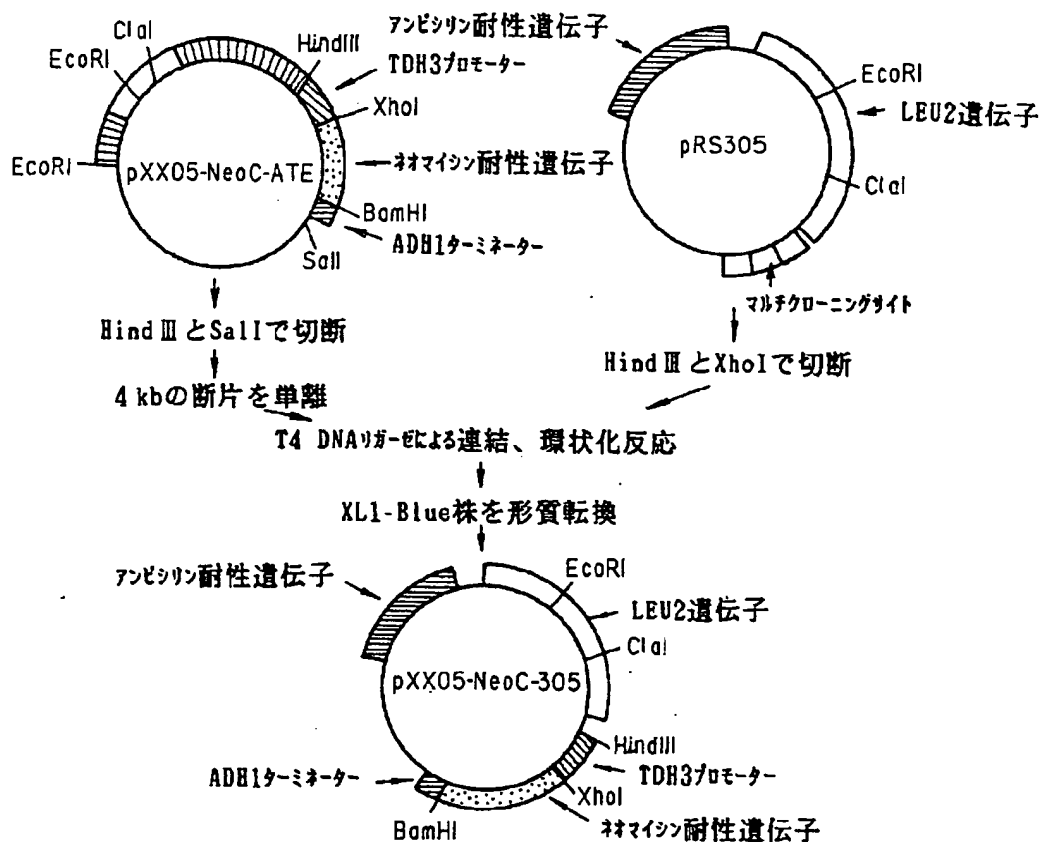 EcoRI
ClaI
HindIII
TDH3プロモーター
XhoI
EcoRI
pXX05-NeoC-ATE
ネオマイシン耐性遺伝子
BamHI
ADH1ターミネーター
SalI
HindⅢとSalIで切断
4kbの断片を単離
アンピシリン耐性遺伝子
EcoRI
LEU2遺伝子
pRS305
ClaI
マルチクローニングサイト
HindⅢとXhoIで切断
T4 DNAリガーゼによる連結、環状化反応
XL1-Blue株を形質転換
アンピシリン耐性遺伝子
EcoRI
LEU2遺伝子
ClaI
pXX05-NeoC-305
HindIII
TDH3プロモーター
ADH1ターミネーター
XhoI
BamHI
ネオマイシン耐性遺伝子